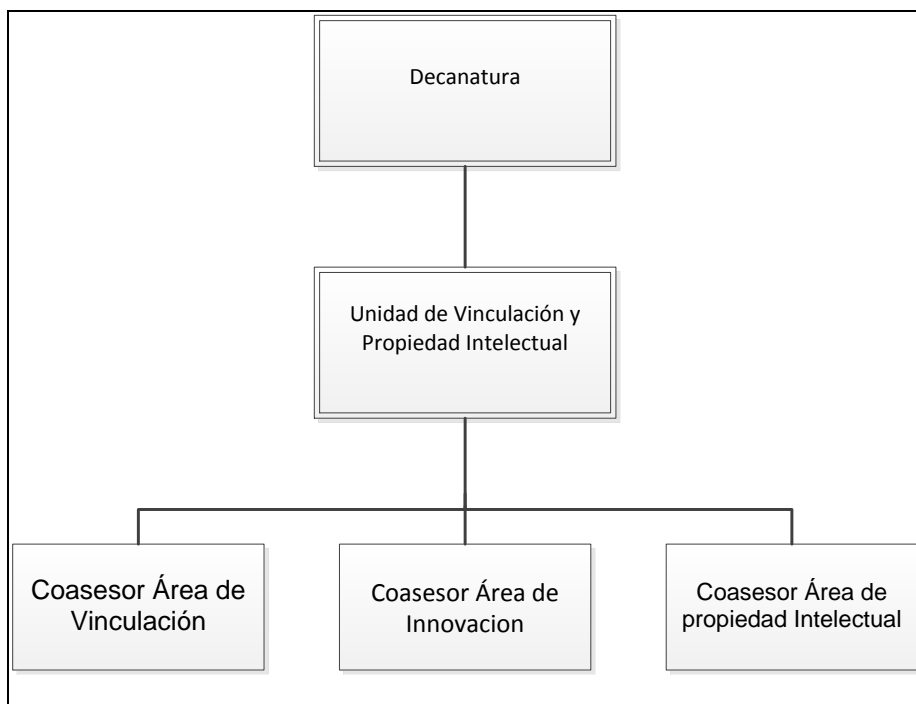 Decanatura
Unidad de Vinculación y
Propiedad Intelectual
Coasesor Área de
Vinculación
Coasesor Área de
Innovacion
Coasesor Área de
propiedad Intelectual